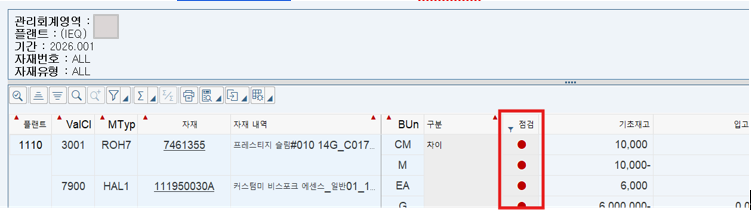 관리회계영역 :
플랜트 : (IEQ)
기간 : 2026.001
자재번호 : ALL
자재유형 : ALL
플랜트 ValCl MTyp 자재 자재 내역 BUn 구분 점검 기초재고 입고
1110 3001 ROH7 7461355 프레스티지 슬림#010 14G_C017... CM 차이 10,000
M 10,000-
7900 HAL1 111950030A 커스텀미 비스포크 에센스_일반01_1... EA 6,000
G 6,000,000- 0.0